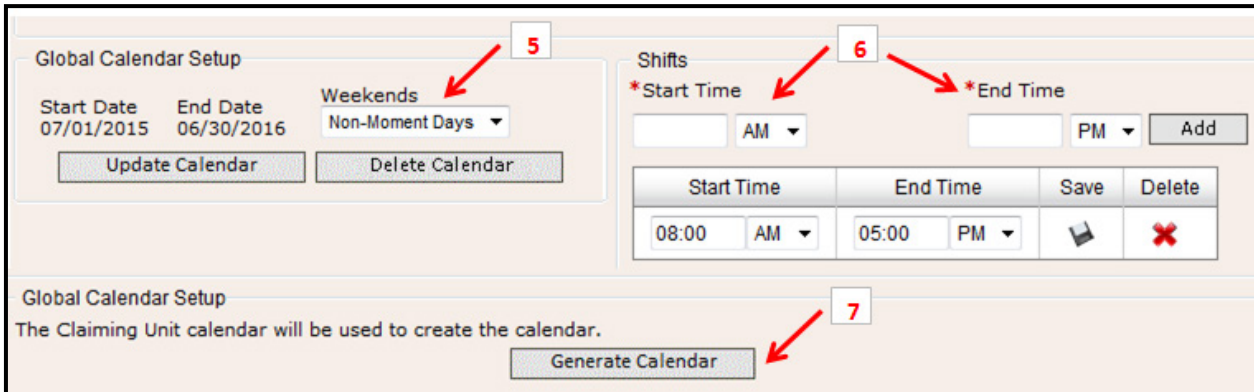 5
Global Calendar Setup
Start Date End Date Weekends
07/01/2015 06/30/2016 Non-Moment Days
Update Calendar Delete Calendar
6
Shifts
*Start Time *End Time
AM PM Add
Start Time End Time Save Delete
08:00 AM 05:00 PM
Global Calendar Setup
The Claiming Unit calendar will be used to create the calendar.
7
Generate Calendar